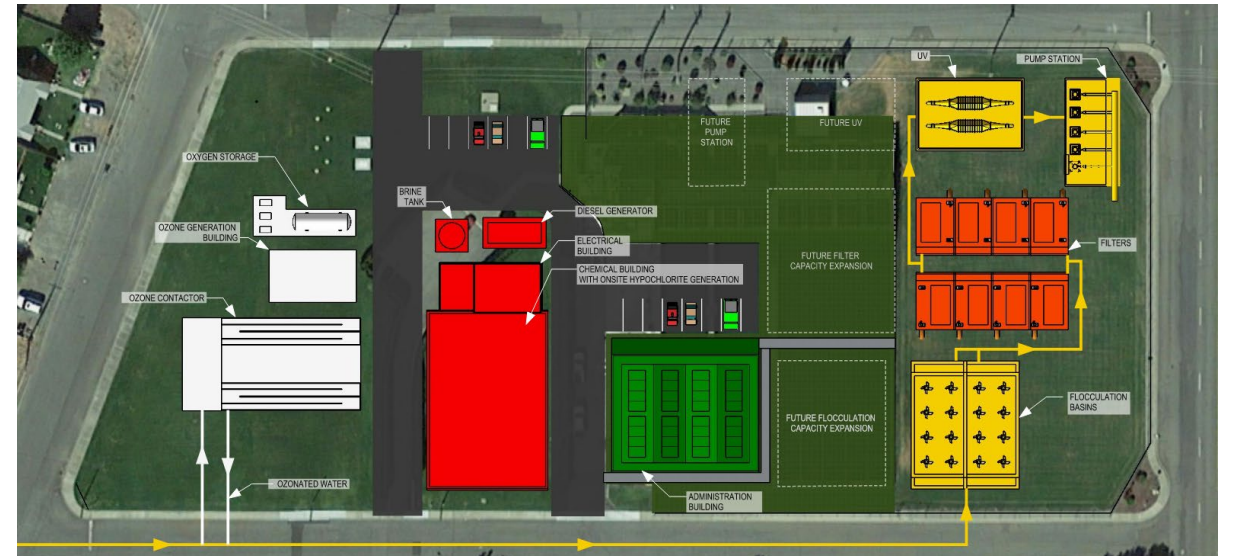 UV
PUMP STATION
FUTURE
PUMP
STATION
FUTURE UV
OXYGEN STORAGE
BRINE
TANK
DIESEL GENERATOR
OZONE GENERATION
BUILDING
ELECTRICAL
BUILDING
FILTERS
FUTURE FILTER
CAPACITY EXPANSION
CHEMICAL BUILDING
WITH ONSITE HYPOCHLORITE GENERATION
OZONE CONTACTOR
FLOCCULATION
BASINS
FUTURE FLOCCULATION
CAPACITY EXPANSION
OZONATED WATER
ADMINISTRATION
BUILDING